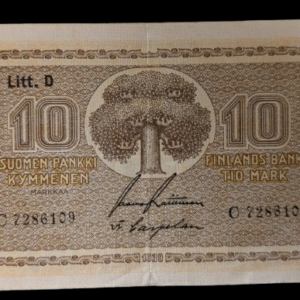 Litt. D
10 10
SUOMEN PANKKI FINLANDS BANK
KYMMENEN TIO MARK
MARKKAA
C 7286109 C 728610